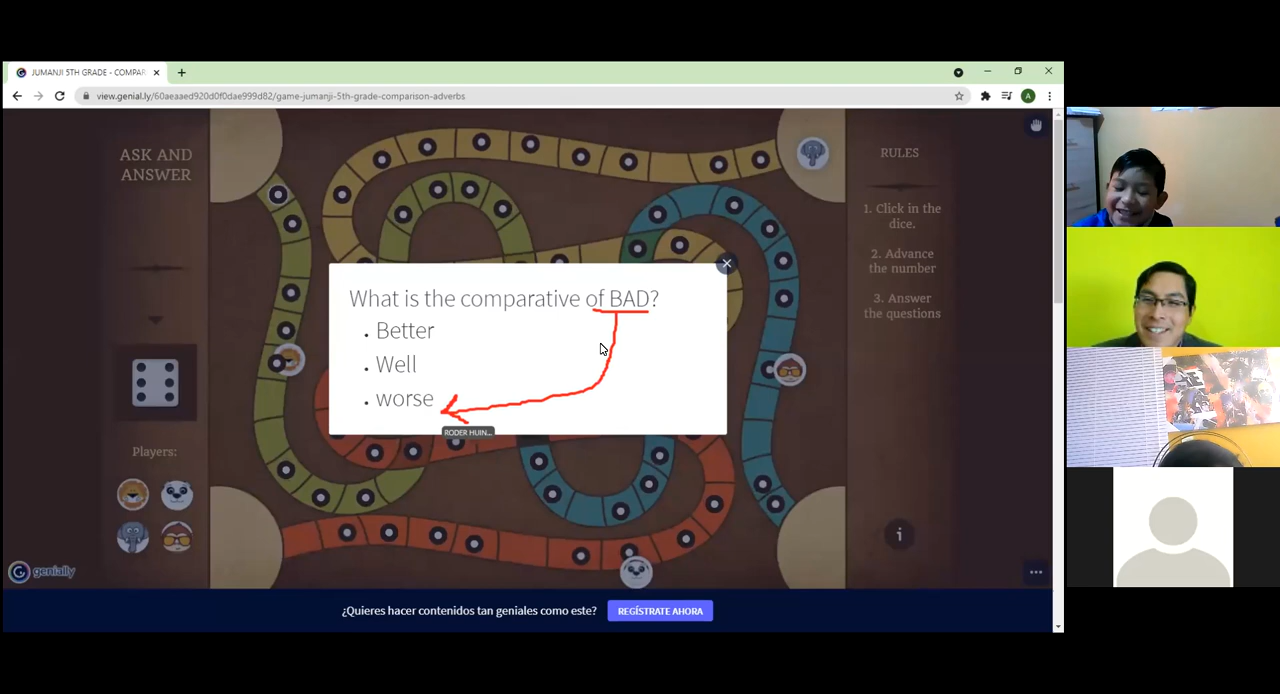 JUMANJI 5TH GRADE - COMPAR
view.genial.ly/60aeaaed920d0f0dae999d82/game-jumanji-5th-grade-comparison-adverbs
A
ASK AND
ANSWER
Players:
genially
What is the comparative of BAD?
• Better
• Well
• worse
RODER HUIN...
RULES
1. Click in the
dice.
2. Advance
the number
3. Answer
the questions
i
¿Quieres hacer contenidos tan geniales como este?
REGÍSTRATE AHORA